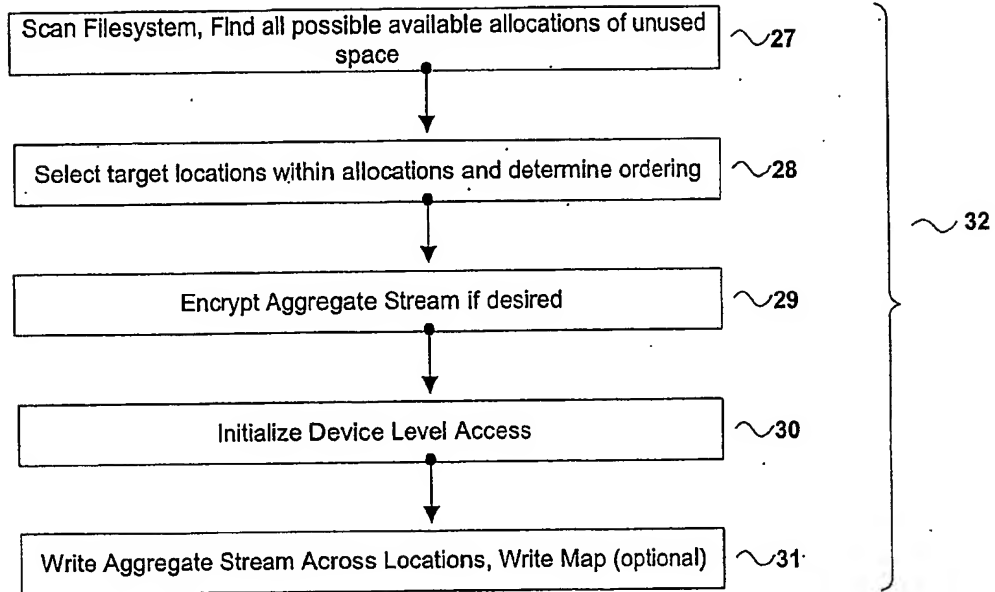 Scan Filesystem, Find all possible available allocations of unused
space
27
Select target locations within allocations and determine ordering
28
32
Encrypt Aggregate Stream if desired
29
Initialize Device Level Access
30
Write Aggregate Stream Across Locations, Write Map (optional)
31